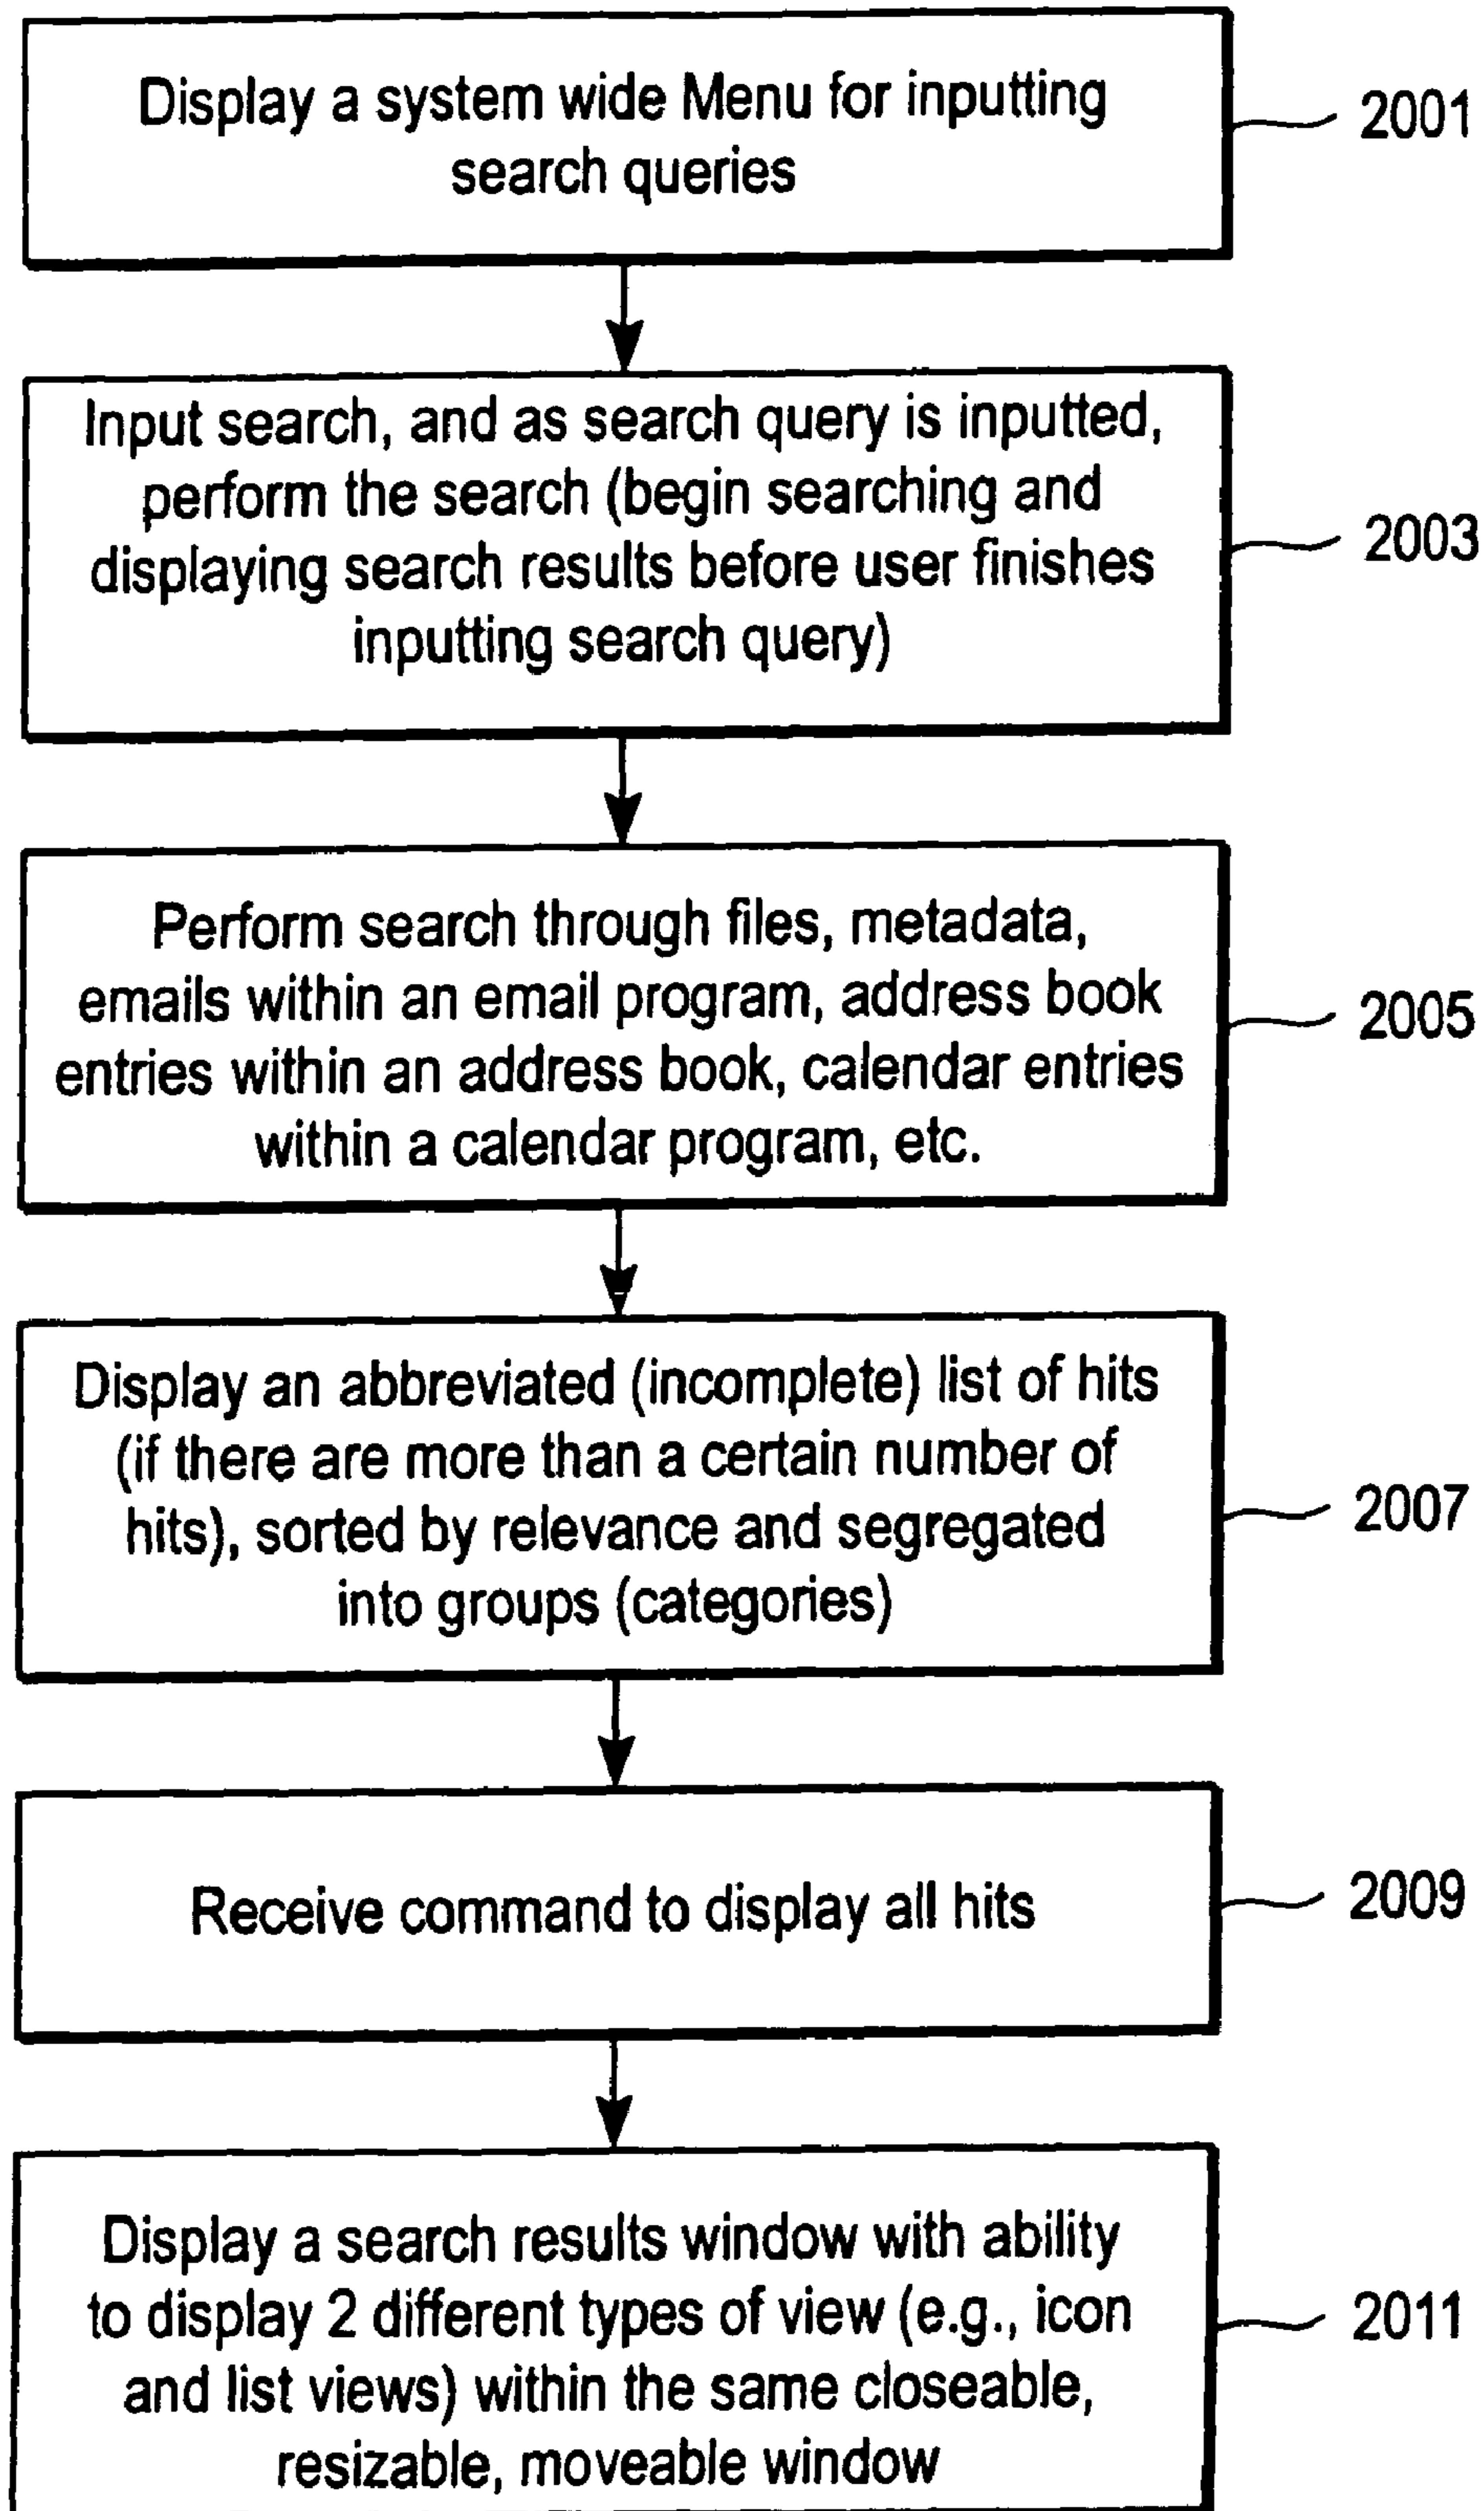 Display a system wide Menu for inputting
search queries
2001
Input search, and as search query is inputted,
perform the search (begin searching and
displaying search results before user finishes
inputting search query)
2003
Perform search through files, metadata,
emails within an email program, address book
entries within an address book, calendar entries
within a calendar program, etc.
2005
Display an abbreviated (incomplete) list of hits
(if there are more than a certain number of
hits), sorted by relevance and segregated
into groups (categories)
2007
Receive command to display all hits
2009
Display a search results window with ability
to display 2 different types of view (e.g., icon
and list views) within the same closeable,
resizable, moveable window
2011